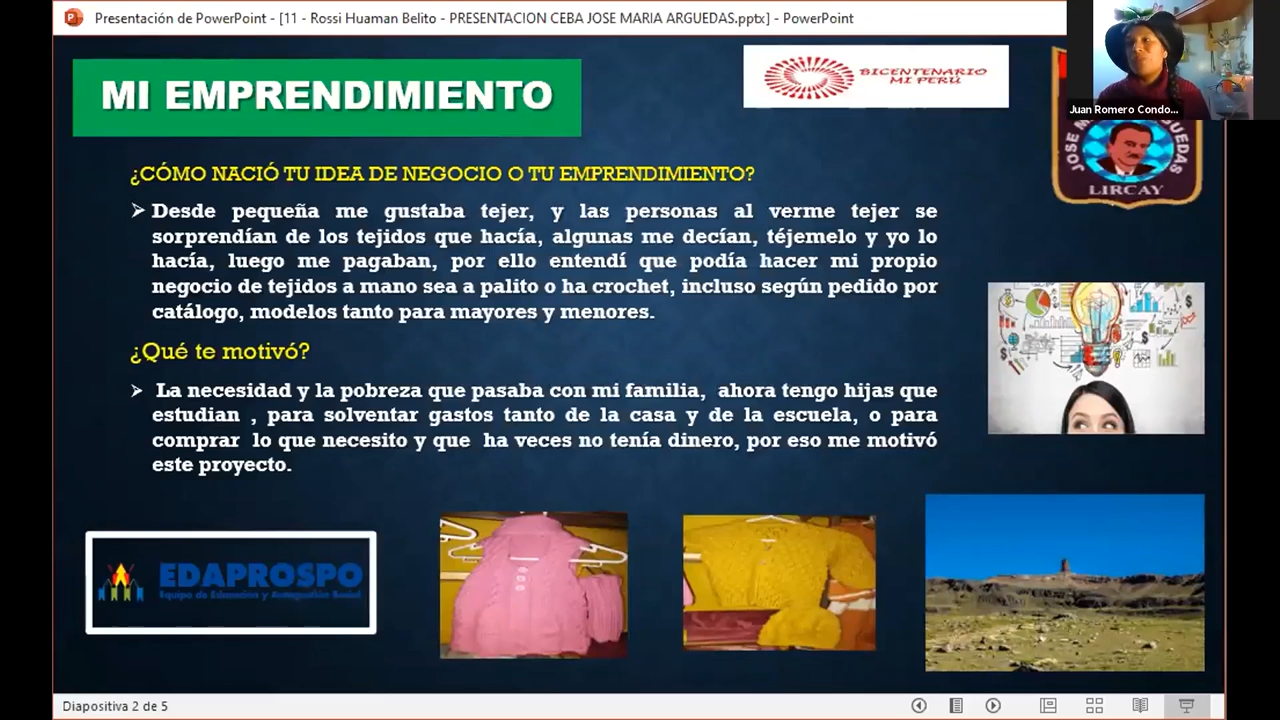 Presentación de PowerPoint - [11 - Rossi Huaman Belito - PRESENTACION CEBA JOSE MARIA ARGUEDAS.pptx] - PowerPoint
Juan Romero Condo...
MI EMPRENDIMIENTO
BICENTENARIO
MI PERÚ
LIRCAY
¿CÓMO NACIÓ TU IDEA DE NEGOCIO O TU EMPRENDIMIENTO?
Desde pequeña me gustaba tejer, y las personas al verme tejer se
sorprendían de los tejidos que hacía, algunas me decían, téjemelo y yo lo
hacía, luego me pagaban, por ello entendí que podía hacer mi propio
negocio de tejidos a mano sea a palito o ha crochet, incluso según pedido por
catálogo, modelos tanto para mayores y menores.
¿Qué te motivó?
La necesidad y la pobreza que pasaba con mi familia, ahora tengo hijas que
estudian , para solventar gastos tanto de la casa y de la escuela, o para
comprar lo que necesito y que ha veces no tenía dinero, por eso me motivó
este proyecto.
EDAPROSPO
Equipo de Educación y Autogestión Social
Diapositiva 2 de 5